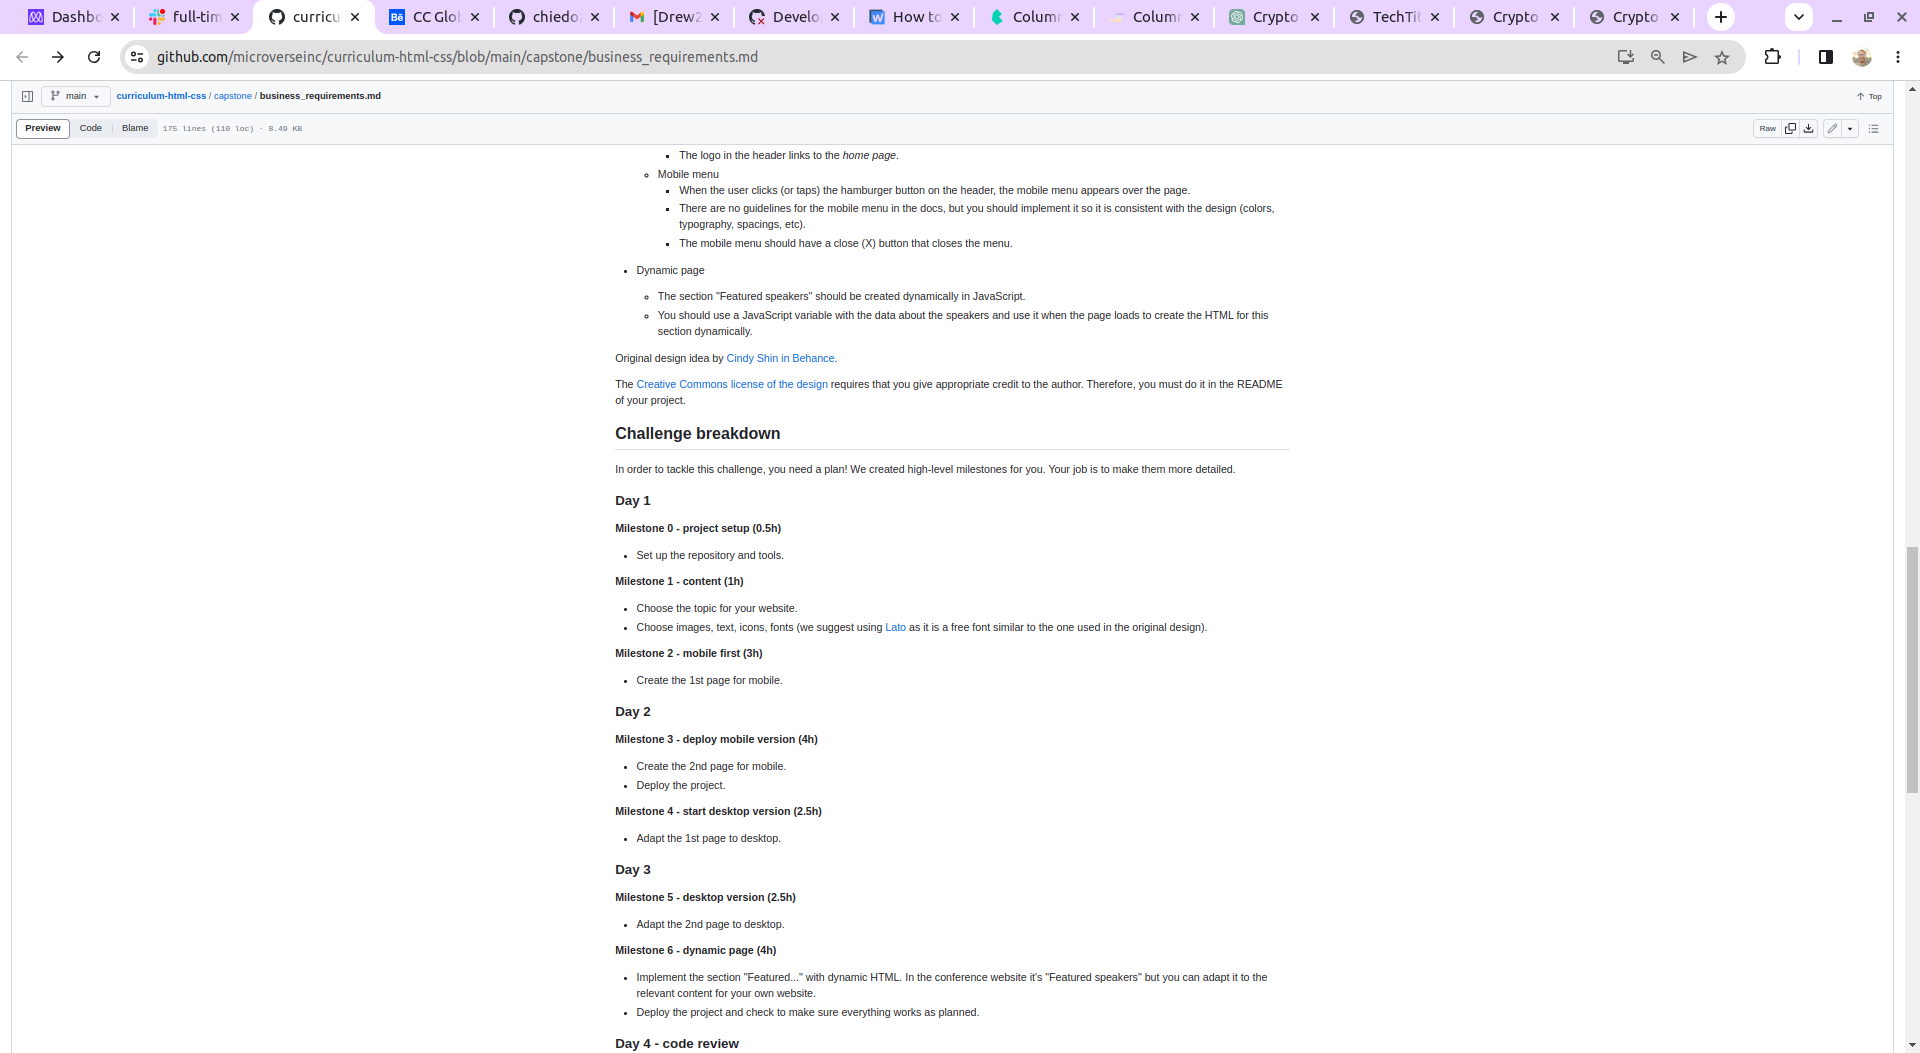 Dashbo
full-tim
curricu
CC Glob
chiedoz
[Drew2
Develo
How to
Column
Column
Crypto
TechTit
Crypto
Crypto
github.com/microverseinc/curriculum-html-css/blob/main/capstone/business_requirements.md
main
curriculum-html-css / capstone / business_requirements.md
Top
Preview Code Blame 175 lines (110 loc) · 8.49 KB
Raw
The logo in the header links to the home page.
Mobile menu
When the user clicks (or taps) the hamburger button on the header, the mobile menu appears over the page.
There are no guidelines for the mobile menu in the docs, but you should implement it so it is consistent with the design (colors,
typography, spacings, etc).
The mobile menu should have a close (X) button that closes the menu.
Dynamic page
The section "Featured speakers" should be created dynamically in JavaScript.
You should use a JavaScript variable with the data about the speakers and use it when the page loads to create the HTML for this
section dynamically.
Original design idea by Cindy Shin in Behance.
The Creative Commons license of the design requires that you give appropriate credit to the author. Therefore, you must do it in the README
of your project.
Challenge breakdown
In order to tackle this challenge, you need a plan! We created high-level milestones for you. Your job is to make them more detailed.
Day 1
Milestone 0 - project setup (0.5h)
Set up the repository and tools.
Milestone 1 - content (1h)
Choose the topic for your website.
Choose images, text, icons, fonts (we suggest using Lato as it is a free font similar to the one used in the original design).
Milestone 2 - mobile first (3h)
Create the 1st page for mobile.
Day 2
Milestone 3 - deploy mobile version (4h)
Create the 2nd page for mobile.
Deploy the project.
Milestone 4 - start desktop version (2.5h)
Adapt the 1st page to desktop.
Day 3
Milestone 5 - desktop version (2.5h)
Adapt the 2nd page to desktop.
Milestone 6 - dynamic page (4h)
Implement the section "Featured..." with dynamic HTML. In the conference website it's "Featured speakers" but you can adapt it to the
relevant content for your own website.
Deploy the project and check to make sure everything works as planned.
Day 4 - code review